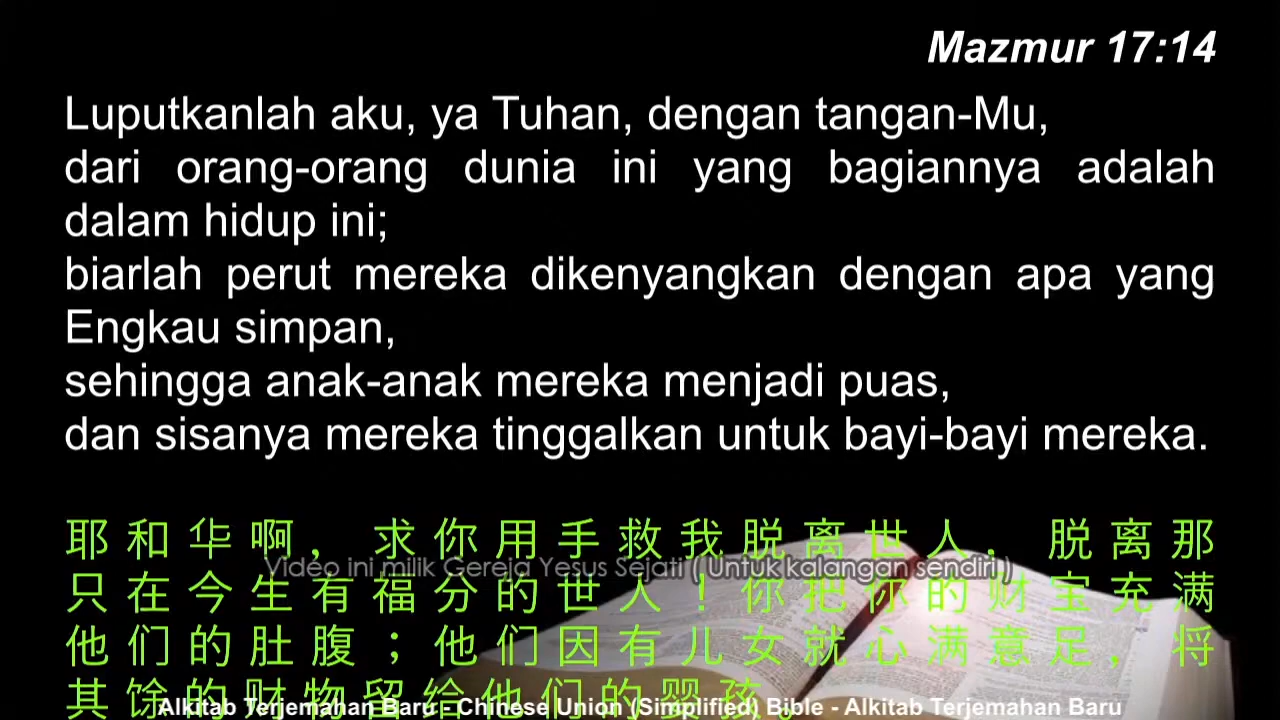 Mazmur 17:14
Luputkanlah aku, ya Tuhan, dengan tangan-Mu,
dari orang-orang dunia ini yang bagiannya adalah
dalam hidup ini;
biarlah perut mereka dikenyangkan dengan apa yang
Engkau simpan,
sehingga anak-anak mereka menjadi puas,
dan sisanya mereka tinggalkan untuk bayi-bayi mereka.
耶和华啊，求你用手救我脱离世人，脱离那
Video ini milik Gereja Yesus Sejati ( Untuk kalangan sendiri )
只在今生有福分的世人！你把你的财宝充满
他们的肚腹；他们因有儿女就心满意足，将
其馀的财物留给他们的婴孩。
Alkitab Terjemahan Baru - Chinese Union (Simplified) Bible - Alkitab Terjemahan Baru